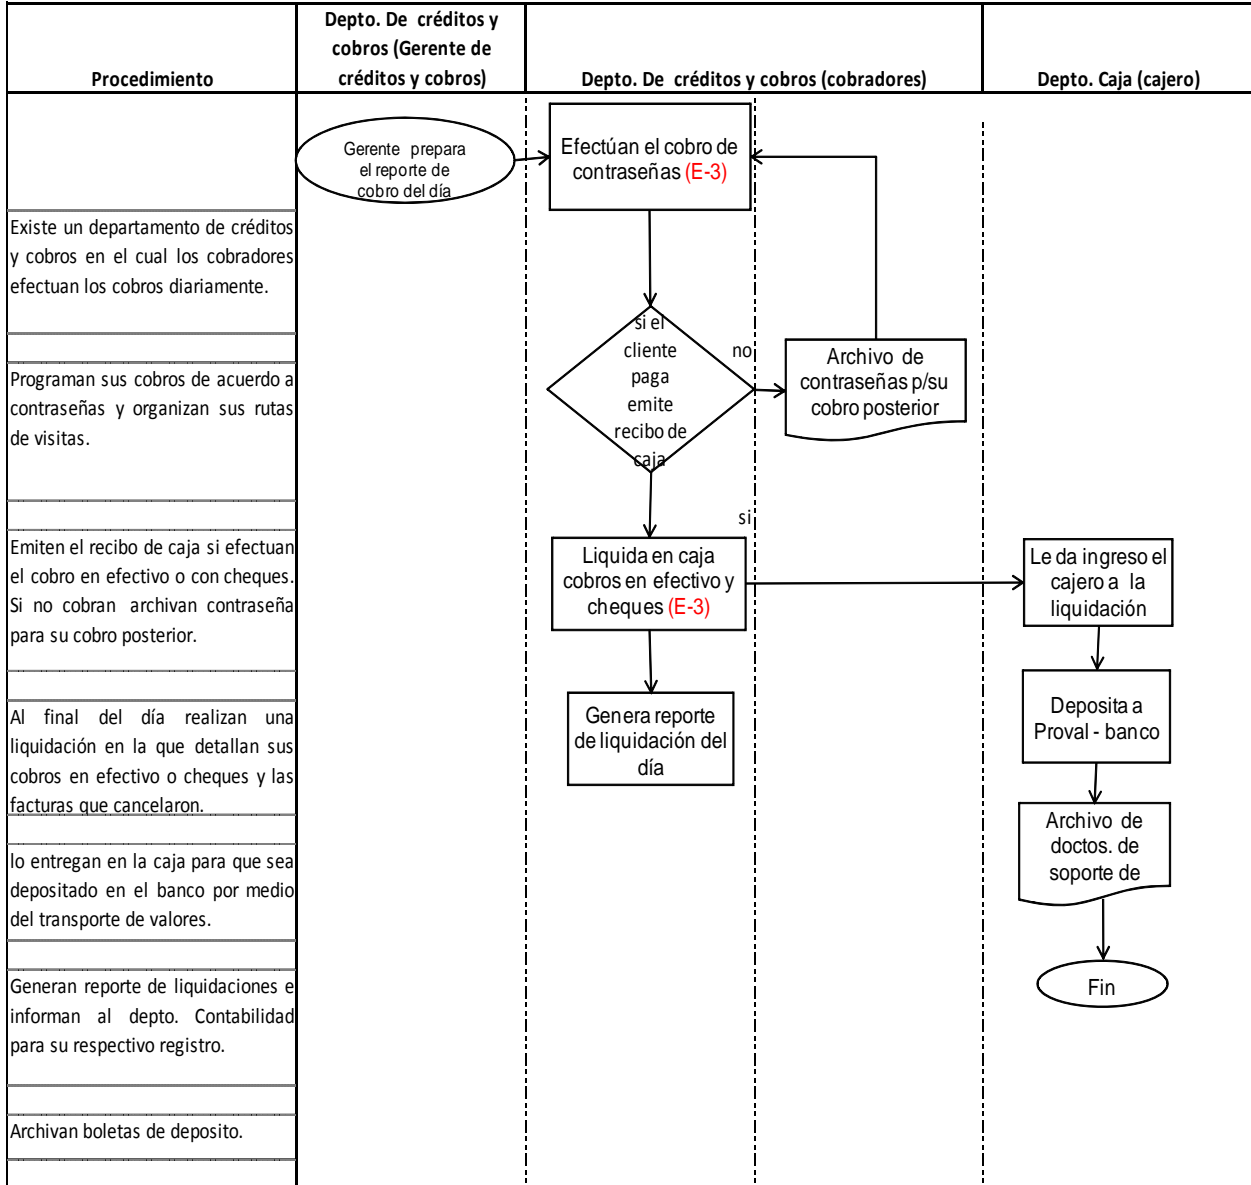 Procedimiento
Depto. De créditos y
cobros (Gerente de
créditos y cobros)
Depto. De créditos y cobros (cobradores)
Depto. Caja (cajero)
Gerente prepara
el reporte de
cobro del día
Efectúan el cobro de
contraseñas (E-3)
Existe un departamento de créditos
y cobros en el cual los cobradores
efectuan los cobros diariamente.
si el
cliente
paga
emite
recibo de
caja
no
Archivo de
contraseñas p/su
cobro posterior
Programan sus cobros de acuerdo a
contraseñas y organizan sus rutas
de visitas.
si
Emiten el recibo de caja si efectuan
el cobro en efectivo o con cheques.
Si no cobran archivan contraseña
para su cobro posterior.
Liquida en caja
cobros en efectivo y
cheques (E-3)
Le da ingreso el
cajero a la
liquidación
Al final del día realizan una
liquidación en la que detallan sus
cobros en efectivo o cheques y las
facturas que cancelaron.
Genera reporte
de liquidación del
día
Deposita a
Proval - banco
lo entregan en la caja para que sea
depositado en el banco por medio
del transporte de valores.
Archivo de
doctos. de
soporte de
Generan reporte de liquidaciones e
informan al depto. Contabilidad
para su respectivo registro.
Fin
Archivan boletas de deposito.